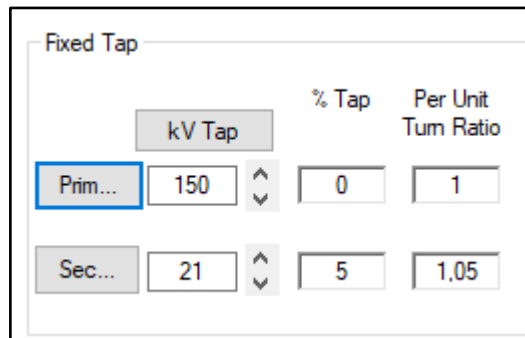 Fixed Tap
kV Tap
% Tap
Per Unit
Turn Ratio
Prim... 150 0 1
Sec... 21 5 1,05